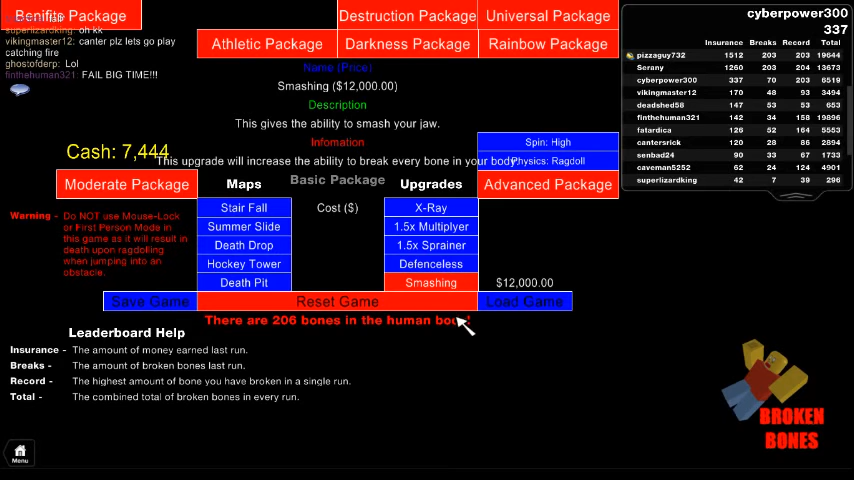 Benifits Package
Destruction Package
Universal Package
Athletic Package
Darkness Package
Rainbow Package
superlizardking: oh kk
vikingmaster12: canter plz lets go play
catching fire
ghostofderp: Lol
finthehuman321: FAIL BIG TIME!!!
Name (Price)
Smashing ($12,000.00)
Description
This gives the ability to smash your jaw.
Infomation
This upgrade will increase the ability to break every bone in your body.
Spin: High
Physics: Ragdoll
Cash: 7,444
Moderate Package
Maps
Basic Package
Upgrades
Advanced Package
Stair Fall
Cost ($)
X-Ray
Summer Slide
1.5x Multiplyer
Death Drop
1.5x Sprainer
Hockey Tower
Defenceless
Death Pit
Smashing
$12,000.00
Warning - Do NOT use Mouse-Lock
or First Person Mode in
this game as it will result in
death upon ragdolling
when jumping into an
obstacle.
Save Game
Reset Game
Load Game
There are 206 bones in the human body!
Leaderboard Help
Insurance - The amount of money earned last run.
Breaks - The amount of broken bones last run.
Record - The highest amount of bone you have broken in a single run.
Total - The combined total of broken bones in every run.
Menu
cyberpower300
337
Insurance Breaks Record Total
pizzaguy732 1512 203 203 19644
Serany 1260 203 204 13673
cyberpower300 337 70 203 6519
vikingmaster12 170 48 93 3494
deadshed58 147 53 53 653
finthehuman321 142 34 158 19896
fatardica 126 52 164 5553
cantersrick 120 28 86 2894
senbad24 90 33 67 1733
caveman5252 62 24 124 4901
superlizardking 42 7 39 296
BROKEN
BONES